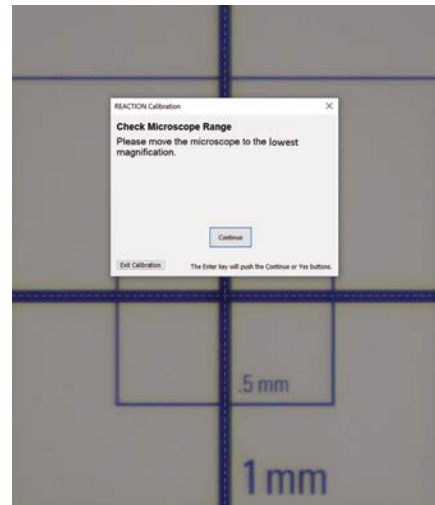 REACTION Calibration
Check Microscope Range
Please move the microscope to the lowest
magnification.
Continue
Exit Calibration
The Enter key will push the Continue or Yes buttons.
.5 mm
1 mm